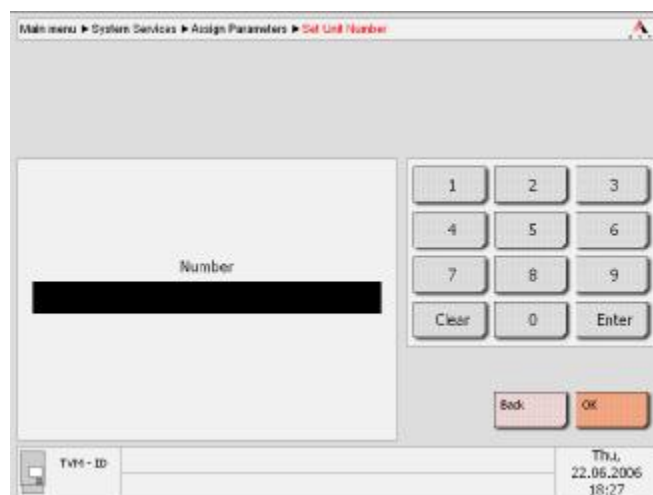 Main menu ▶ System Services ▶ Assign Parameters ▶ Set Unit Number
1 2 3
4 5 6
Number
7 8 9
Clear 0 Enter
Back OK
TVM - ID
Thu,
22.06.2006
18:27